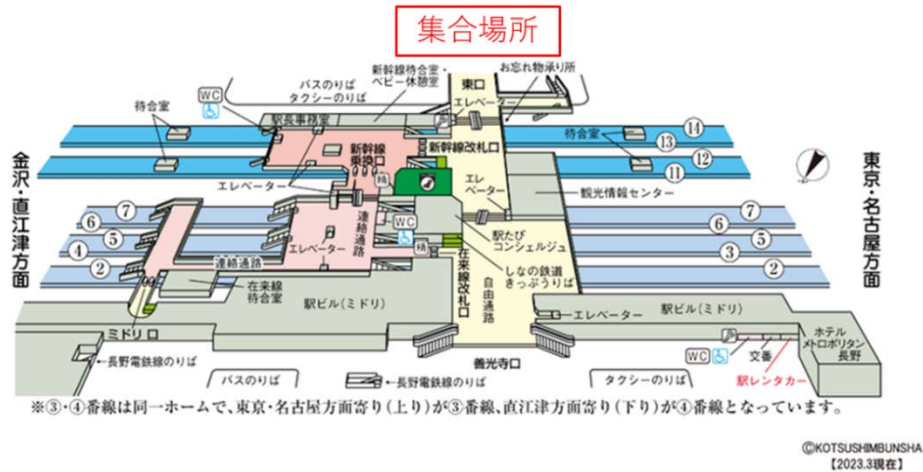 集合場所
東口
お忘れ物承り所
新幹線待合室・
ベビー休憩室
バスのりば
タクシーのりば
エレベーター
WC
駅長事務室
待合室
待合室
新幹線
乗換口
新幹線改札口
14
13
12
11
金沢・直江津方面
東京・名古屋方面
エレベーター
精
エレ
ベーター
観光情報センター
7
6
5
4
2
連絡通路
WC
駅たび
コンシェルジュ
7
6
5
3
2
エレベーター
精
連絡通路
しなの鉄道
きっぷうりば
在来線
待合室
在来線改札口
自由通路
駅ビル(ミドリ)
駅ビル(ミドリ)
エレベーター
ミドリ口
ホテル
メトロポリタン
長野
長野電鉄線のりば
善光寺口
WC
交番
駅レンタカー
バスのりば
長野電鉄線のりば
タクシーのりば
※③・④番線は同一ホームで、東京・名古屋方面寄り(上り)が③番線、直江津方面寄り(下り)が④番線となっています。
©KOTSUSHIMBUNSHA
【2023.3現在】